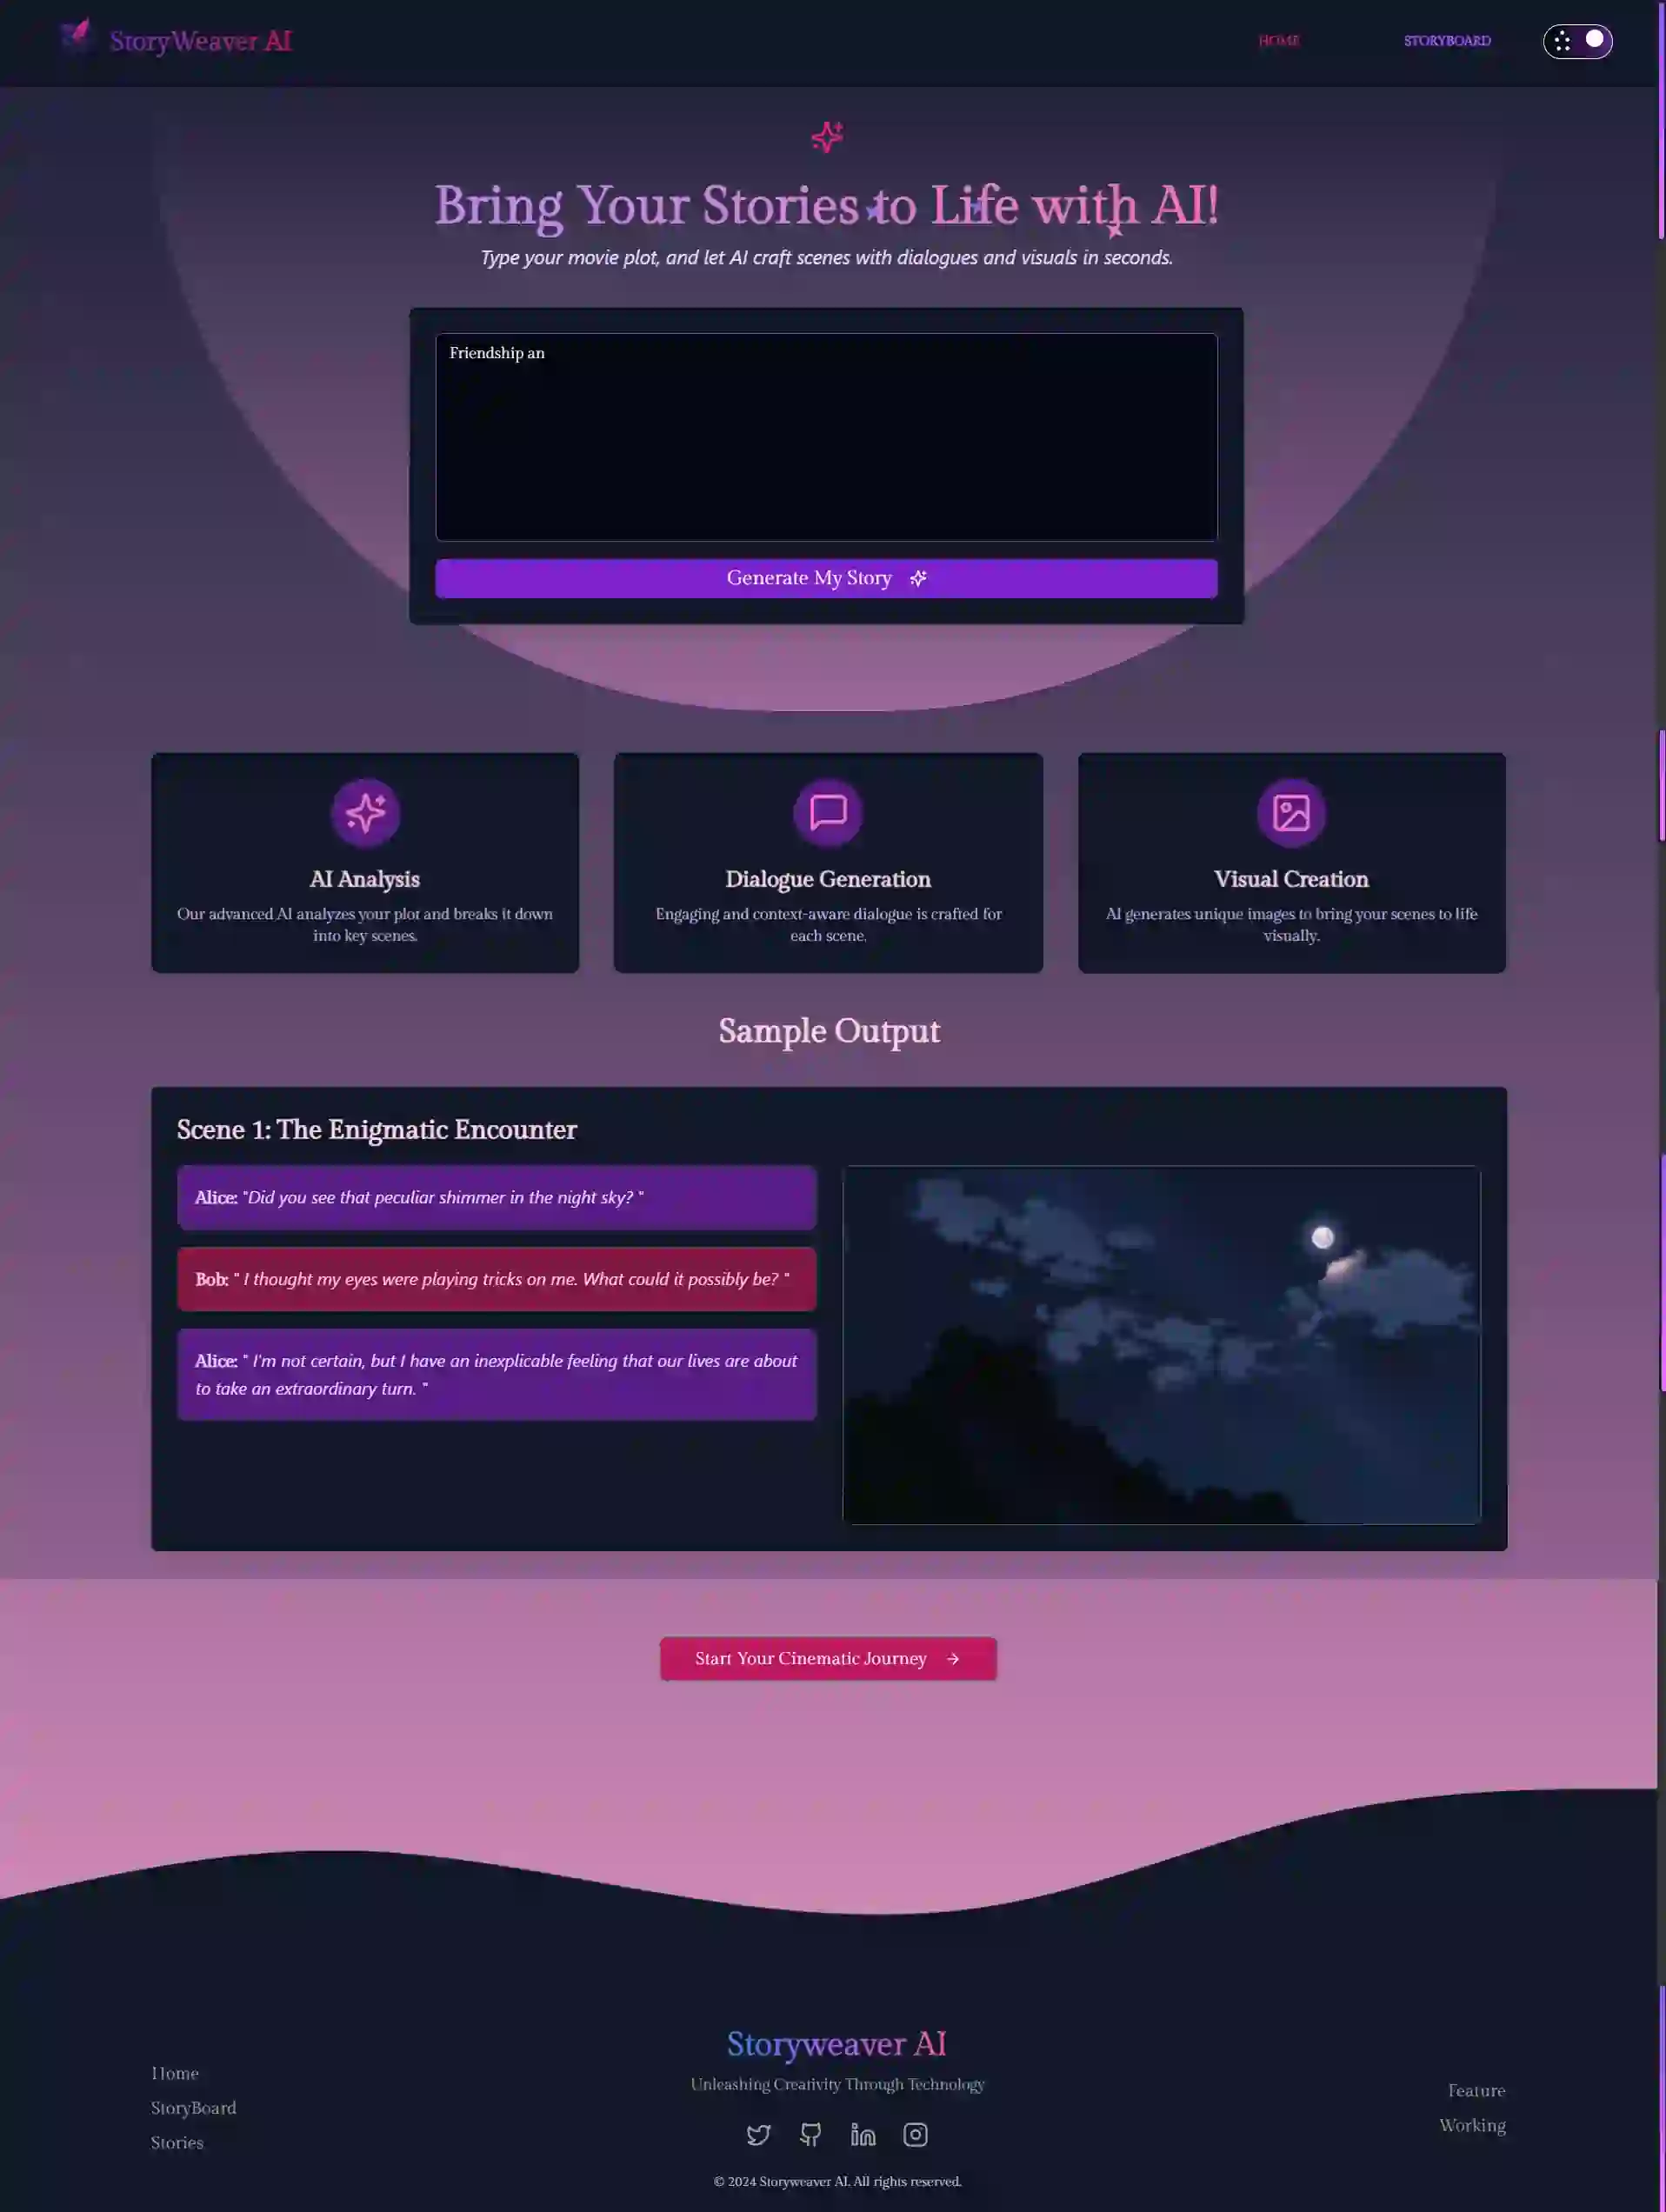 StoryWeaver AI
HOME
STORYBOARD
Bring Your Stories to Life with AI!
Type your movie plot, and let AI craft scenes with dialogues and visuals in seconds.
Friendship an
Generate My Story
AI Analysis
Our advanced AI analyzes your plot and breaks it down
into key scenes.
Dialogue Generation
Engaging and context-aware dialogue is crafted for
each scene.
Visual Creation
AI generates unique images to bring your scenes to life
visually.
Sample Output
Scene 1: The Enigmatic Encounter
Alice: "Did you see that peculiar shimmer in the night sky? "
Bob: " I thought my eyes were playing tricks on me. What could it possibly be? "
Alice: " I'm not certain, but I have an inexplicable feeling that our lives are about
to take an extraordinary turn. "
Start Your Cinematic Journey
Home
StoryBoard
Stories
Storyweaver AI
Unleashing Creativity Through Technology
© 2024 Storyweaver AI. All rights reserved.
Feature
Working